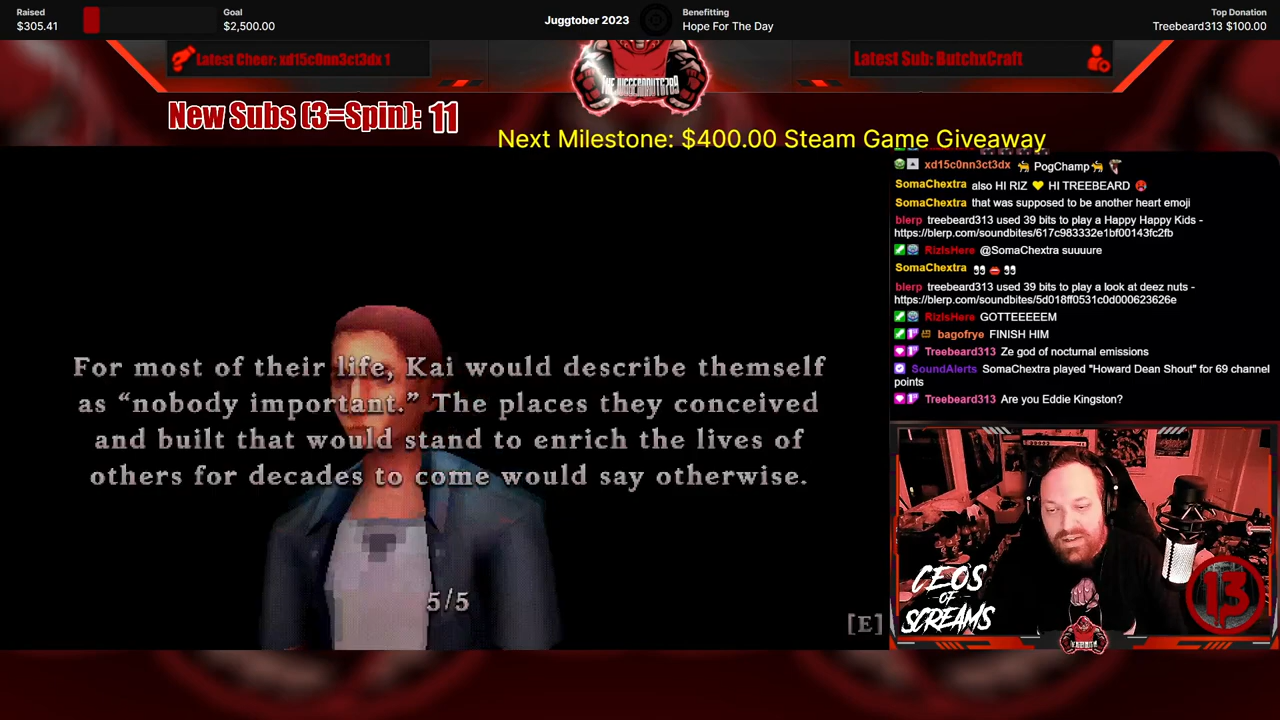 Raised
$305.41
Goal
$2,500.00
Juggtober 2023
Benefitting
Hope For The Day
Top Donation
Treebeard313 $100.00
Latest Cheer: xd15c0nn3ct3dx 1
THEJUGGERNAUT6789
Latest Sub: ButchxCraft
New Subs (3=Spin): 11
Next Milestone: $400.00 Steam Game Giveaway
xd15c0nn3ct3dx PogChamp
SomaChextra also HI RIZ 💛 HI TREEBEARD 🥵
SomaChextra that was supposed to be another heart emoji
blerp treebeard313 used 39 bits to play a Happy Happy Kids -
https://blerp.com/soundbites/617c983332e1bf00143fc2fb
RizIsHere @SomaChextra suuuure
SomaChextra 👀 👄 👀
blerp treebeard313 used 39 bits to play a look at deez nuts -
https://blerp.com/soundbites/5d018ff0531c0d000623626e
RizIsHere GOTTEEEEEM
bagofrye FINISH HIM
Treebeard313 Ze god of nocturnal emissions
SoundAlerts SomaChextra played "Howard Dean Shout" for 69 channel
points
Treebeard313 Are you Eddie Kingston?
For most of their life, Kai would describe themself
as “nobody important.” The places they conceived
and built that would stand to enrich the lives of
others for decades to come would say otherwise.
5/5
[E]
CEOS
OF
SCREAMS
13